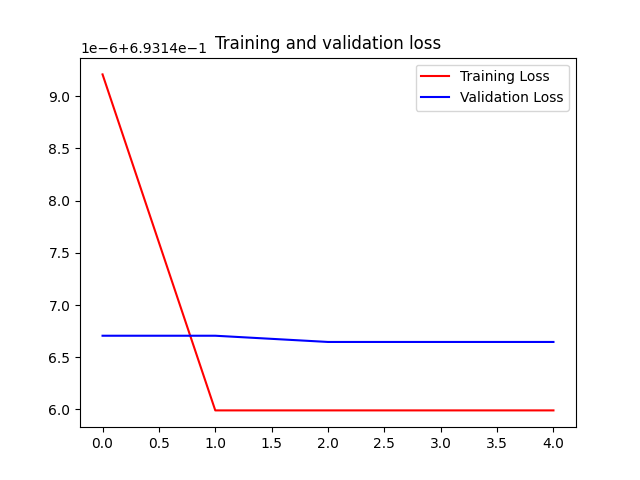 1e−6+6.9314e−1
Training and validation loss
Training Loss
Validation Loss
9.0
8.5
8.0
7.5
7.0
6.5
6.0
0.0 0.5 1.0 1.5 2.0 2.5 3.0 3.5 4.0